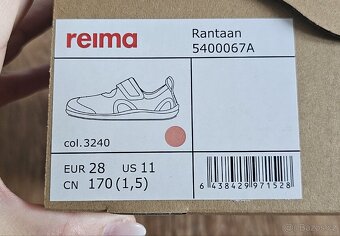 reima
Rantaan
5400067A
col.3240
EUR 28 US 11
CN 170(1,5)
6 438429 971528